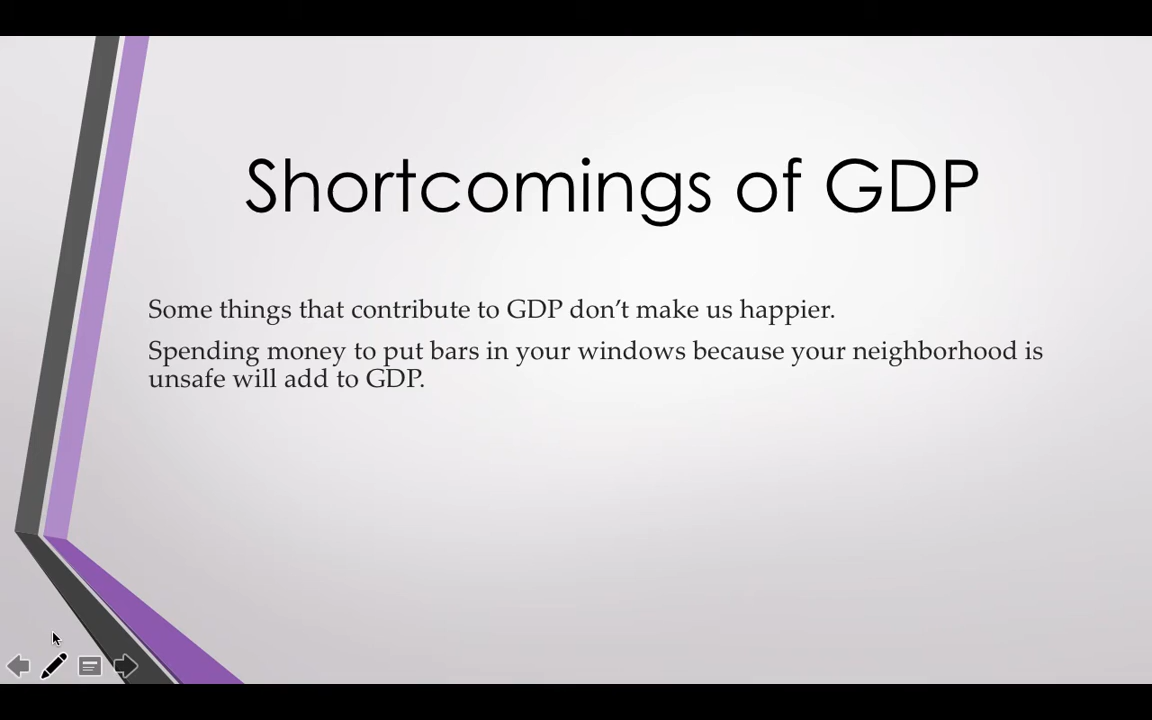 Shortcomings of GDP
Some things that contribute to GDP don’t make us happier.
Spending money to put bars in your windows because your neighborhood is
unsafe will add to GDP.